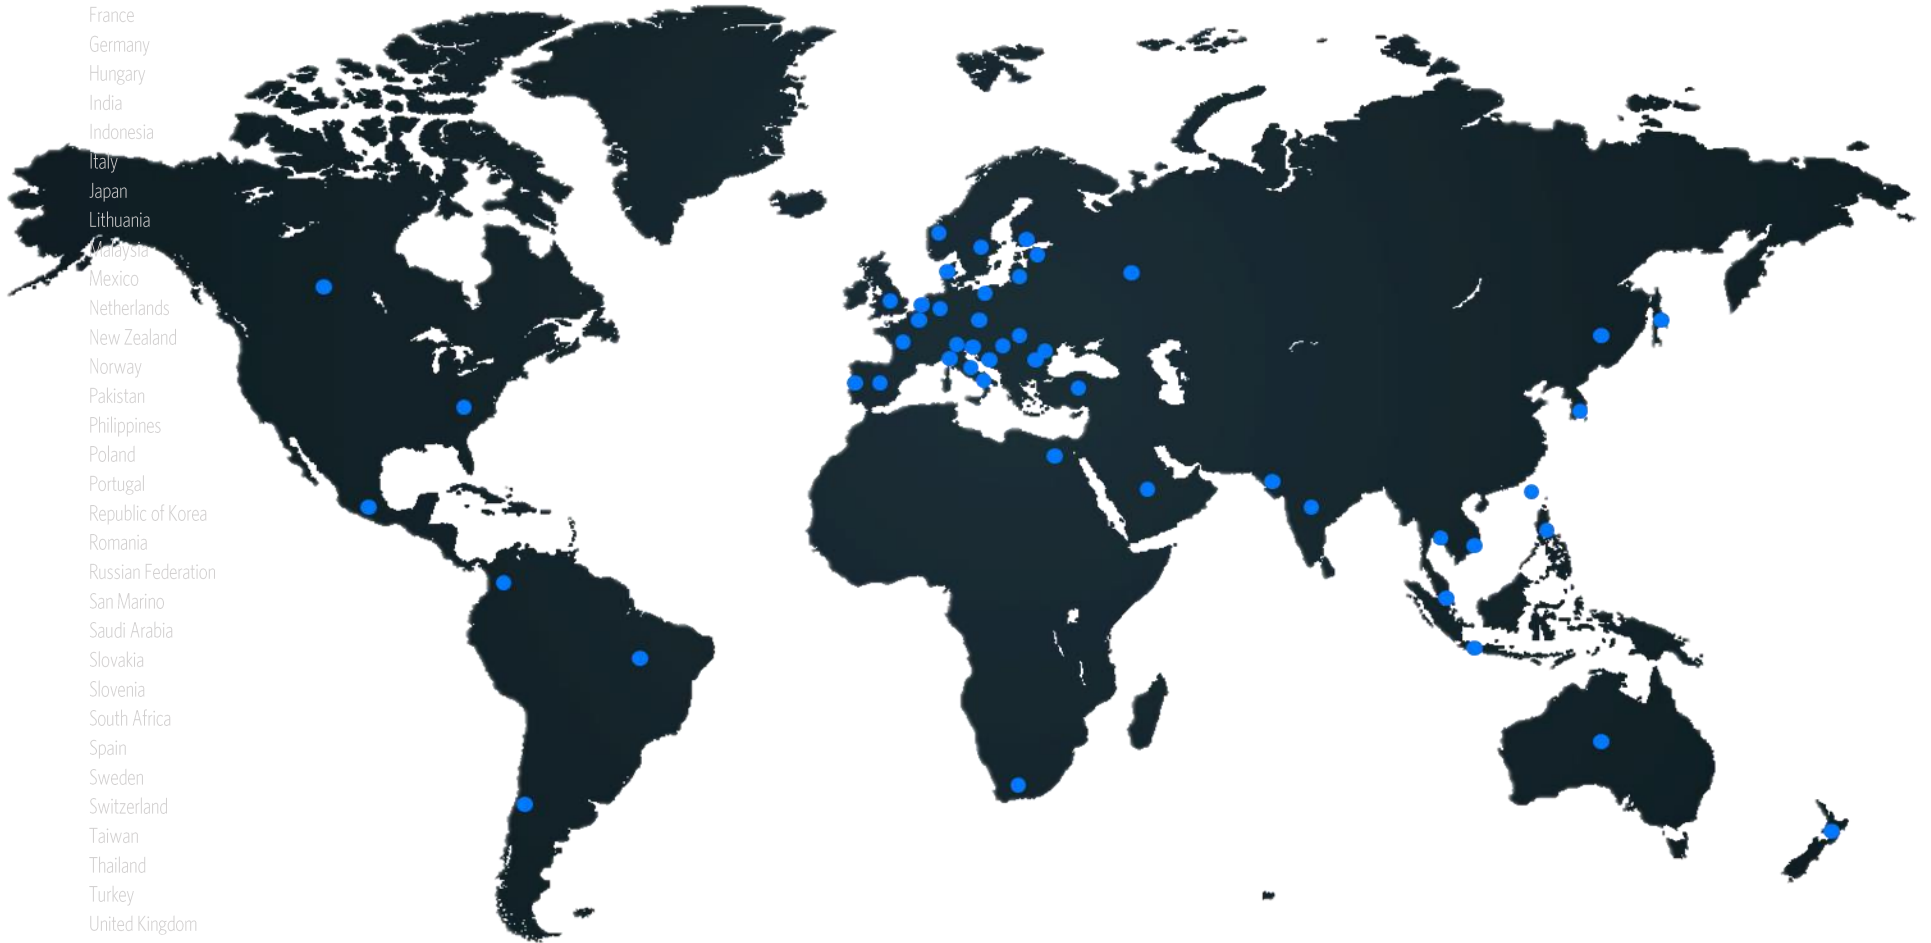 France
Germany
Hungary
India
Indonesia
Italy
Japan
Lithuania
Malaysia
Mexico
Netherlands
New Zealand
Norway
Pakistan
Philippines
Poland
Portugal
Republic of Korea
Romania
Russian Federation
San Marino
Saudi Arabia
Slovakia
Slovenia
South Africa
Spain
Sweden
Switzerland
Taiwan
Thailand
Turkey
United Kingdom